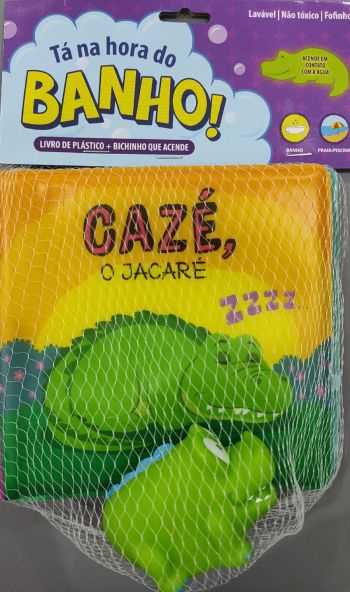 Lavável | Não tóxico | Fofinho
Tá na hora do
BANHO!
LIVRO DE PLÁSTICO + BICHINHO QUE ACENDE
ACENDE EM
CONTATO
COM A ÁGUA!
BANHO
PRAIA/PISCINA
CAZÉ,
O JACARÉ
ZZZZ...